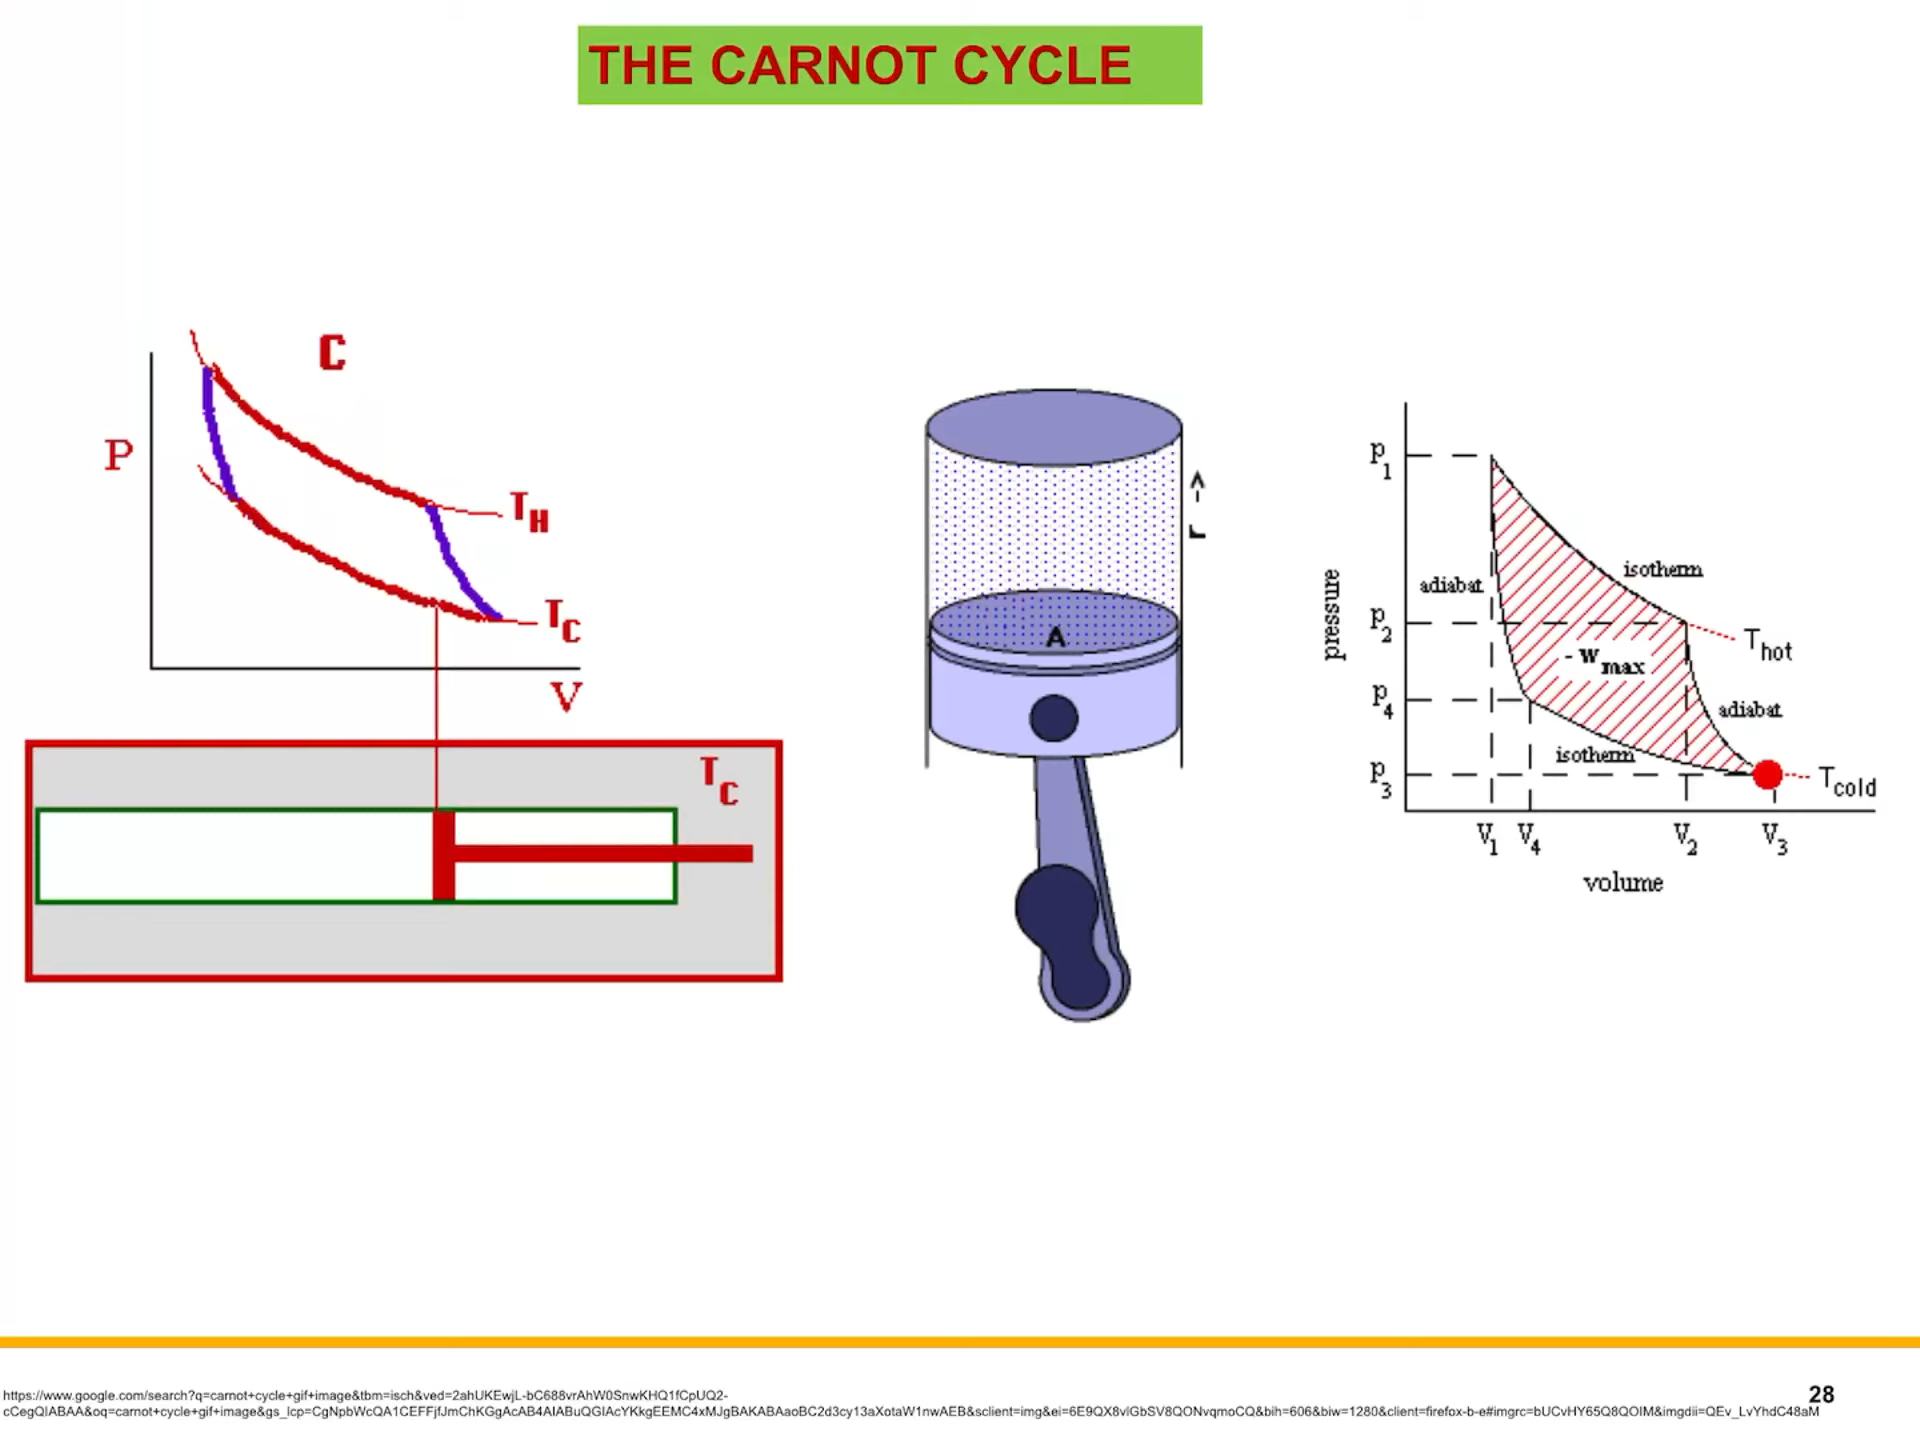 THE CARNOT CYCLE
C
P
T_H
T_C
V
T_C
A
r ->
pressure
p_1
p_2
p_4
p_3
adiabat
isotherm
T_hot
- w_max
adiabat
isotherm
T_cold
V_1 V_4 V_2 V_3
volume
https://www.google.com/search?q=carnot+cycle+gif+image&tbm=isch&ved=2ahUKEwjL-bC688vrAhW0SnwKHQ1fCpUQ2-
cCegQIABAA&oq=carnot+cycle+gif+image&gs_lcp=CgNpbWcQA1CEFFjfJmChKGgAcAB4AIABuQGIAcYKkgEEMC4xMJgBAKABAaoBC2d3cy13aXotaW1nwAEB&sclient=img&ei=6E9QX8vlGbSV8QONvqmoCQ&bih=606&biw=1280&client=firefox-b-e#imgrc=bUCvHY65Q8QOIM&imgdii=QEv_LvYhdC48aM
28